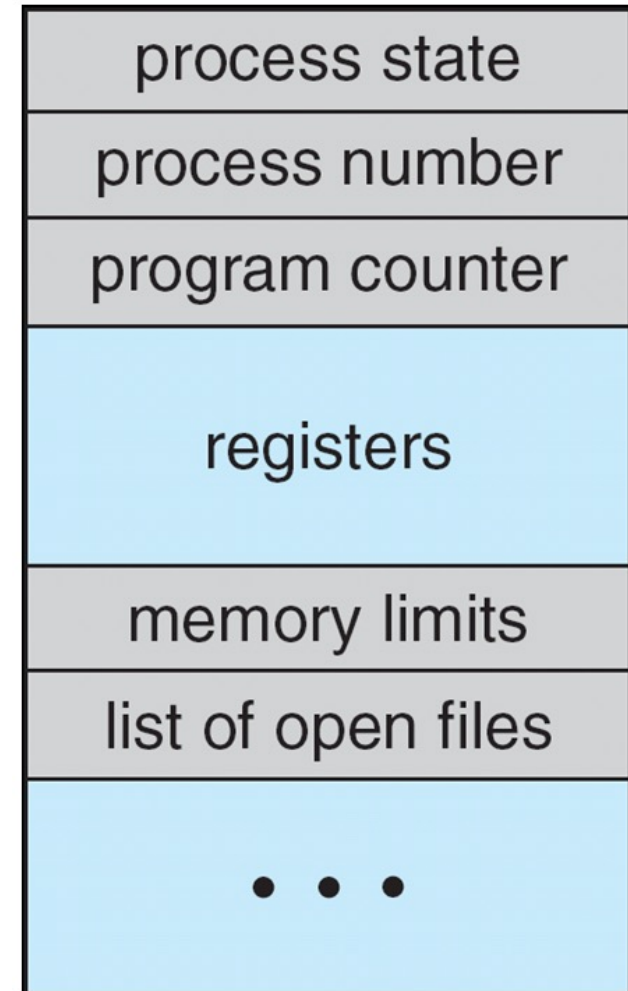 process state
process number
program counter
registers
memory limits
list of open files
• • •